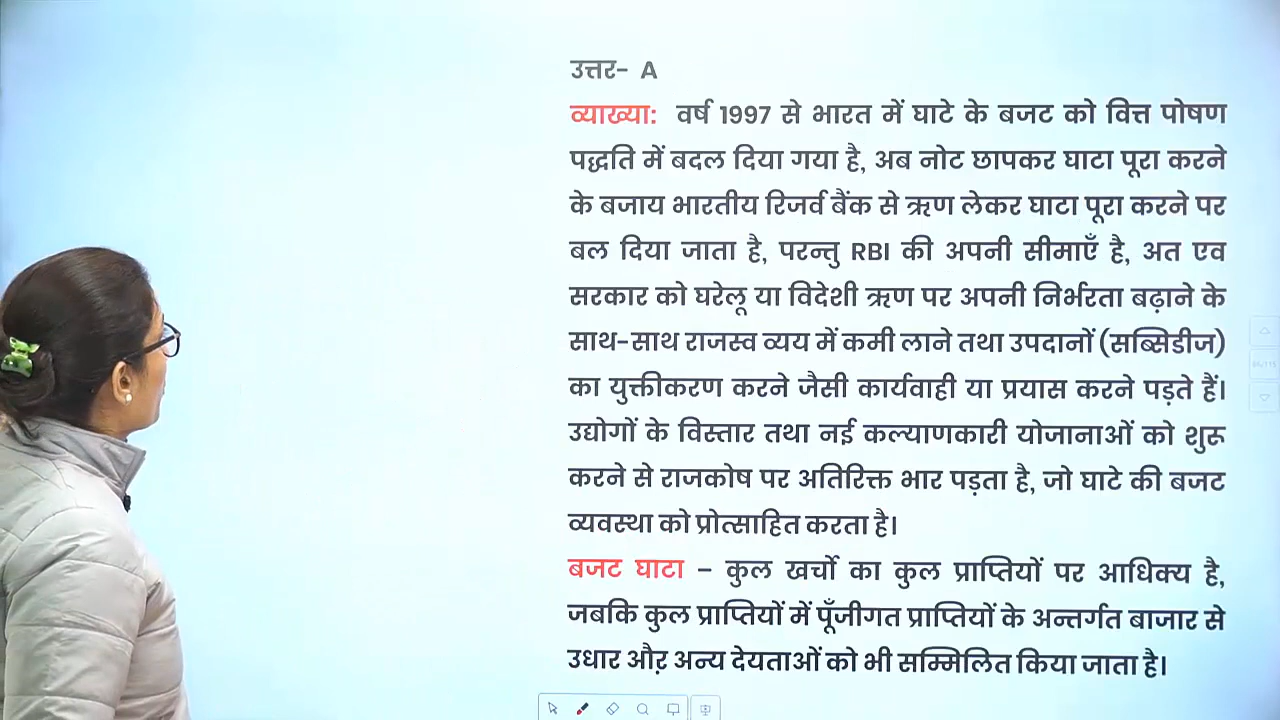 उत्तर- A
व्याख्या: वर्ष 1997 से भारत में घाटे के बजट को वित्त पोषण
पद्धति में बदल दिया गया है, अब नोट छापकर घाटा पूरा करने
के बजाय भारतीय रिजर्व बैंक से ऋण लेकर घाटा पूरा करने पर
बल दिया जाता है, परन्तु RBI की अपनी सीमाएँ है, अत एव
सरकार को घरेलू या विदेशी ऋण पर अपनी निर्भरता बढ़ाने के
साथ-साथ राजस्व व्यय में कमी लाने तथा उपदानों (सब्सिडीज)
का युक्तीकरण करने जैसी कार्यवाही या प्रयास करने पड़ते हैं।
उद्योगों के विस्तार तथा नई कल्याणकारी योजानाओं को शुरू
करने से राजकोष पर अतिरिक्त भार पड़ता है, जो घाटे की बजट
व्यवस्था को प्रोत्साहित करता है।
बजट घाटा – कुल खर्चो का कुल प्राप्तियों पर आधिक्य है,
जबकि कुल प्राप्तियों में पूँजीगत प्राप्तियों के अन्तर्गत बाजार से
उधार और अन्य देयताओं को भी सम्मिलित किया जाता है।